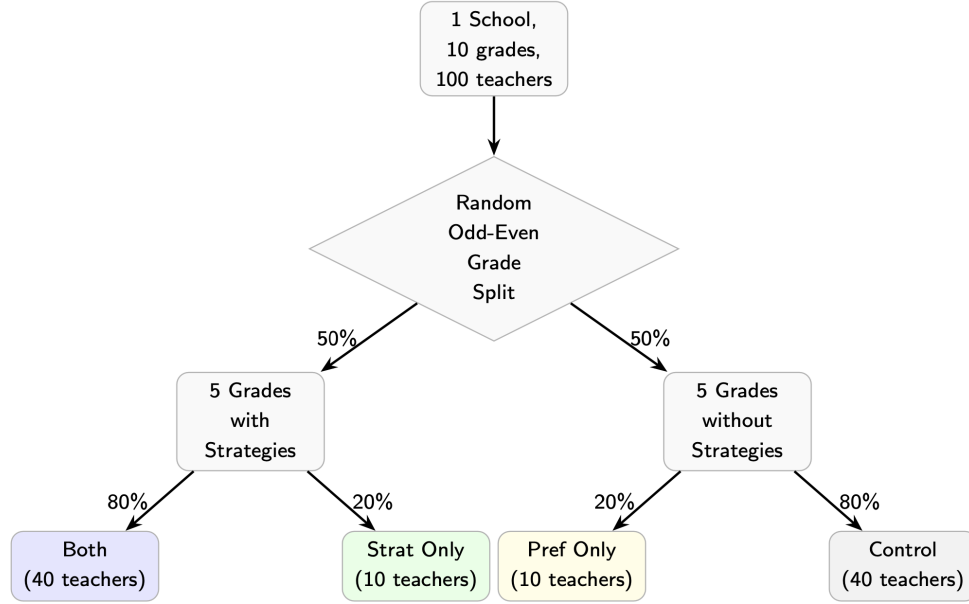 1 School,
10 grades,
100 teachers
Random
Odd-Even
Grade
Split
50%
50%
5 Grades
with
Strategies
5 Grades
without
Strategies
80%
20%
20%
80%
Both
(40 teachers)
Strat Only
(10 teachers)
Pref Only
(10 teachers)
Control
(40 teachers)